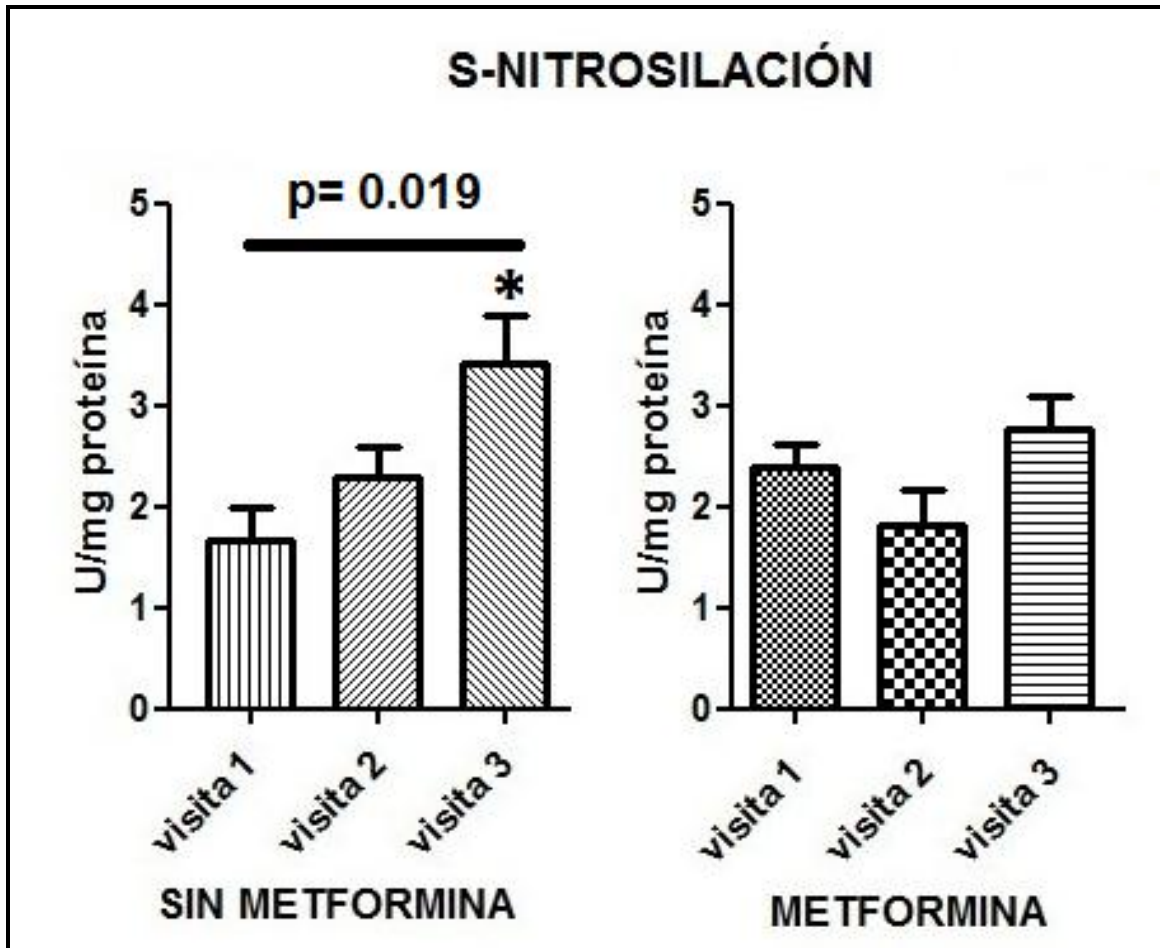 S-NITROSILACIÓN
p= 0.019
*
U/mg proteína
5
4
3
2
1
0
visita 1
visita 2
visita 3
SIN METFORMINA
U/mg proteína
5
4
3
2
1
0
visita 1
visita 2
visita 3
METFORMINA